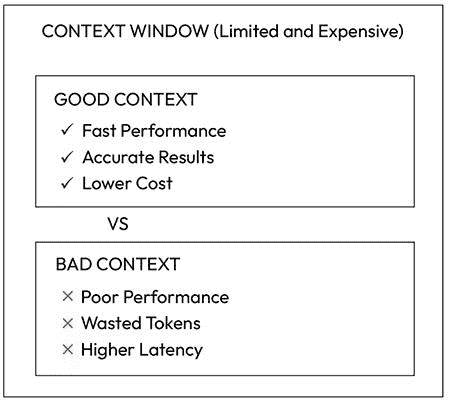 CONTEXT WINDOW (Limited and Expensive)
GOOD CONTEXT
✓ Fast Performance
✓ Accurate Results
✓ Lower Cost
VS
BAD CONTEXT
× Poor Performance
× Wasted Tokens
× Higher Latency